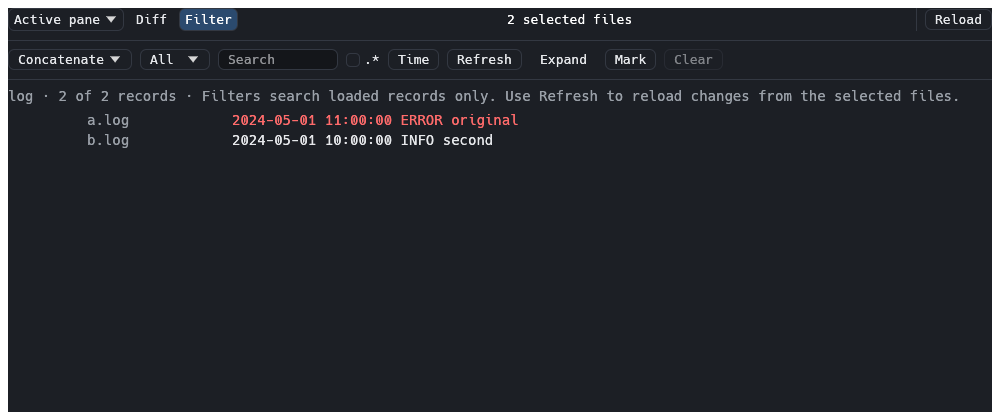 Active pane Diff Filter 2 selected files Reload
Concatenate All Search .* Time Refresh Expand Mark Clear
log · 2 of 2 records · Filters search loaded records only. Use Refresh to reload changes from the selected files.
a.log 2024-05-01 11:00:00 ERROR original
b.log 2024-05-01 10:00:00 INFO second